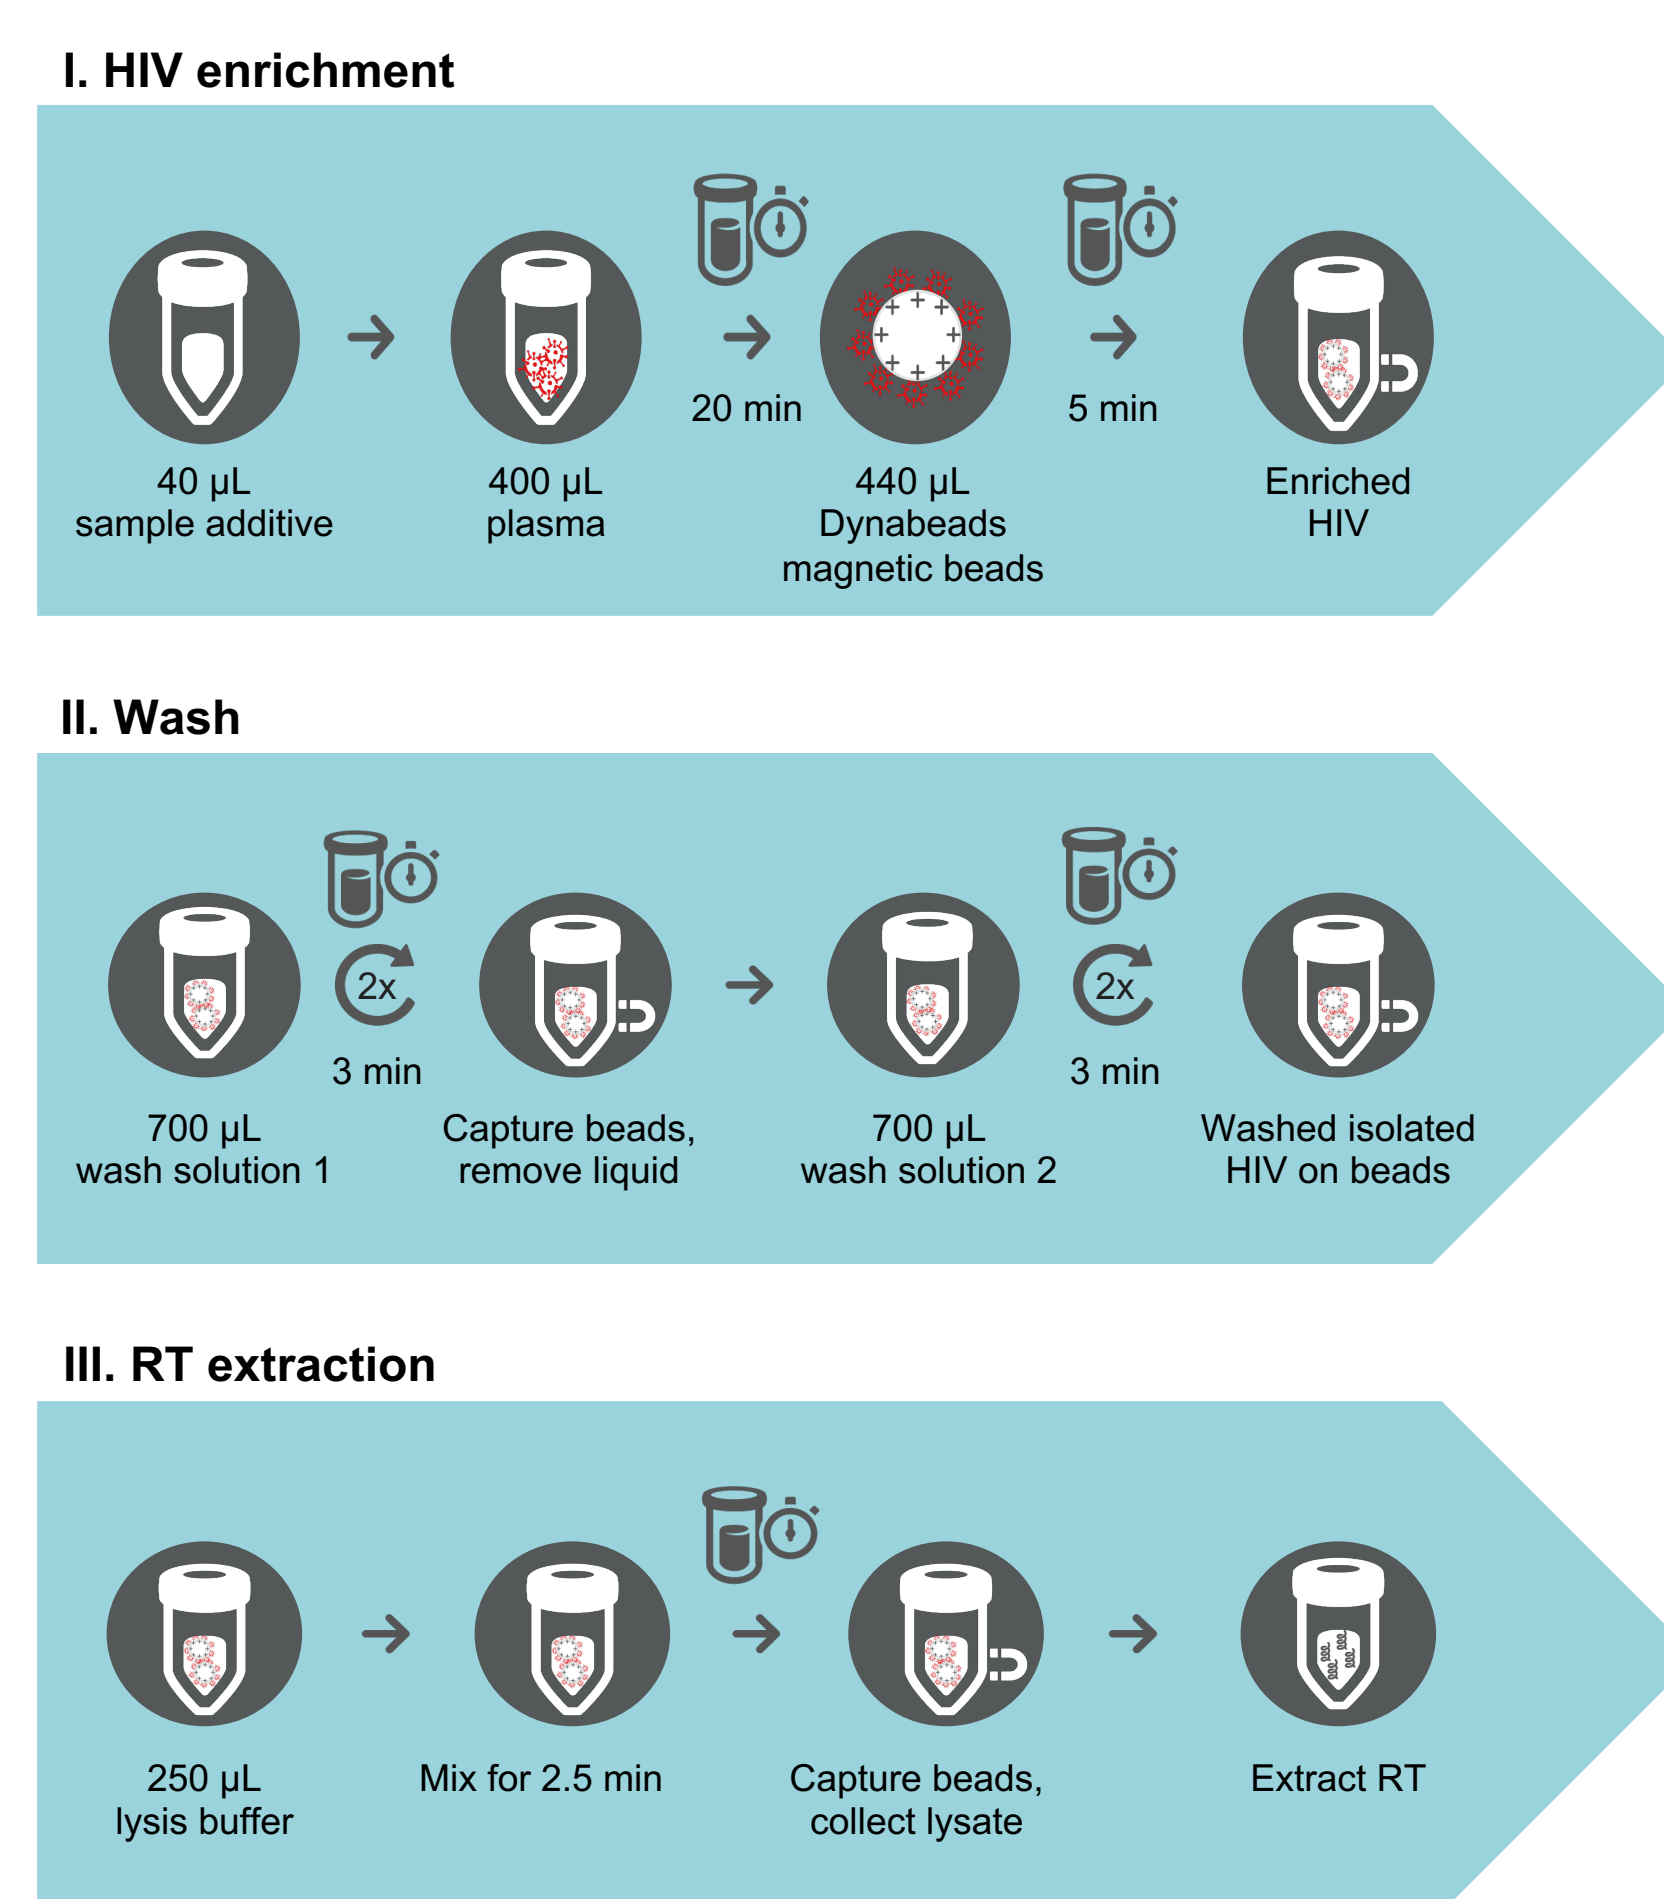 I. HIV enrichment
20 min
5 min
40 µL
sample additive
400 µL
plasma
440 µL
Dynabeads
magnetic beads
Enriched
HIV
II. Wash
2x
3 min
2x
3 min
700 µL
wash solution 1
Capture beads,
remove liquid
700 µL
wash solution 2
Washed isolated
HIV on beads
III. RT extraction
250 µL
lysis buffer
Mix for 2.5 min
Capture beads,
collect lysate
Extract RT